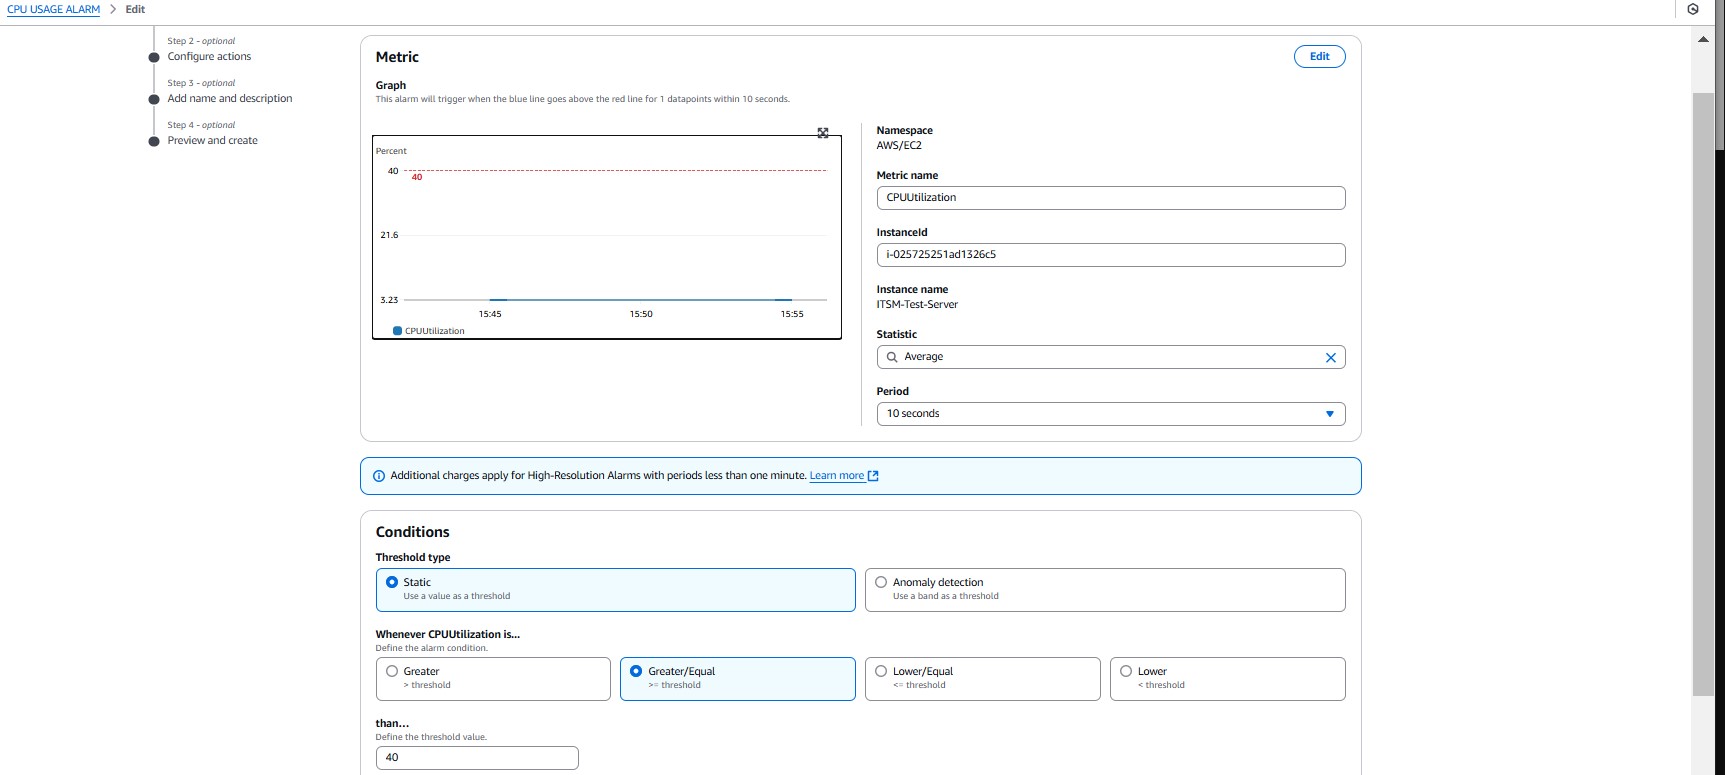 CPU USAGE ALARM > Edit
Step 2 - optional
Configure actions
Step 3 - optional
Add name and description
Step 4 - optional
Preview and create
Metric
Edit
Graph
This alarm will trigger when the blue line goes above the red line for 1 datapoints within 10 seconds.
Percent
40
40
21.6
3.23
15:45 15:50 15:55
CPUUtilization
Namespace
AWS/EC2
Metric name
CPUUtilization
InstanceId
i-025725251ad1326c5
Instance name
ITSM-Test-Server
Statistic
Average
Period
10 seconds
Additional charges apply for High-Resolution Alarms with periods less than one minute. Learn more
Conditions
Threshold type
Static
Use a value as a threshold
Anomaly detection
Use a band as a threshold
Whenever CPUUtilization is...
Define the alarm condition.
Greater
> threshold
Greater/Equal
>= threshold
Lower/Equal
<= threshold
Lower
< threshold
than...
Define the threshold value.
40